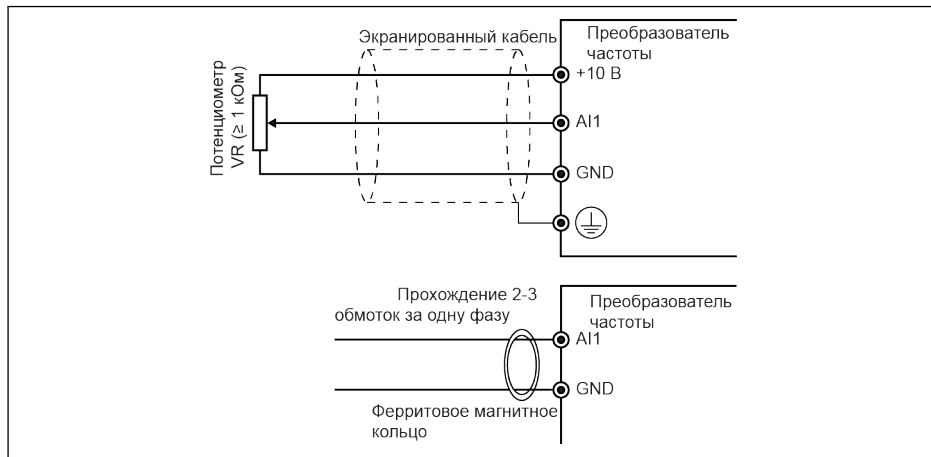 Экранированный кабель
Преобразователь
частоты
+10 В
Потенциометр
VR (≥ 1 кОм)
AI1
GND
Прохождение 2-3
обмоток за одну фазу
Преобразователь
частоты
AI1
GND
Ферритовое магнитное
кольцо